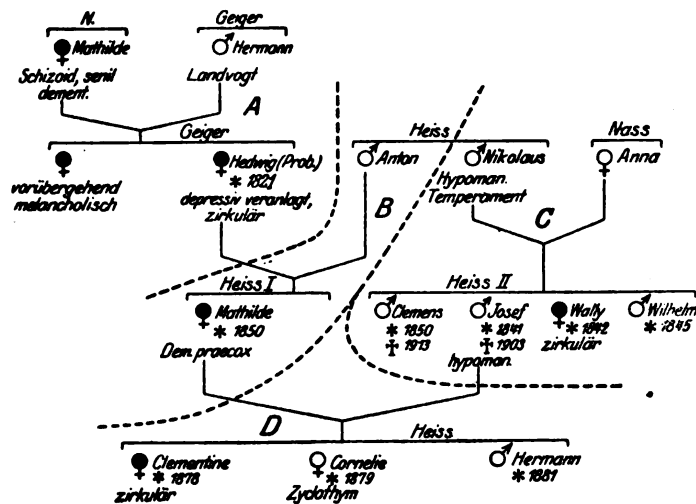 N.
Geiger
Mathilde
Hermann
Schizoid, senil
dement.
Landvogt
A
Geiger
Heiss
Nass
Hedwig (Prob.)
* 1821
Anton
Nikolaus
Anna
vorübergehend
melancholisch
depressiv veranlagt,
zirkulär
Hypoman.
Temperament
B
C
Heiss I
Heiss II
Mathilde
* 1850
Clemens
* 1850
† 1913
Josef
* 1841
† 1903
Wally
* 1842
Wilhelm
* 1845
Dem. praecox
hypoman.
zirkulär
D
Heiss
Clementine
* 1878
Cornelie
* 1879
Hermann
* 1881
zirkulär
Zyclothym